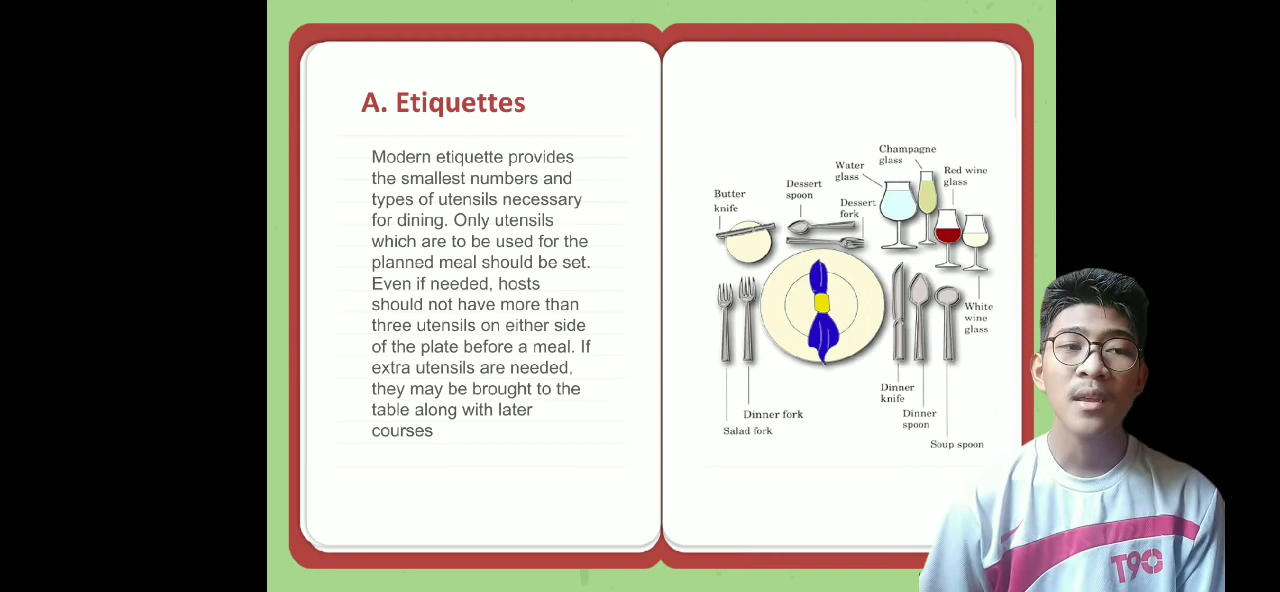 A. Etiquettes
Modern etiquette provides
the smallest numbers and
types of utensils necessary
for dining. Only utensils
which are to be used for the
planned meal should be set.
Even if needed, hosts
should not have more than
three utensils on either side
of the plate before a meal. If
extra utensils are needed,
they may be brought to the
table along with later
courses
Champagne
glass
Water
glass
Red wine
glass
Dessert
spoon
Butter
knife
Dessert
fork
White
wine
glass
Dinner
knife
Dinner fork
Dinner
spoon
Salad fork
Soup spoon
T90